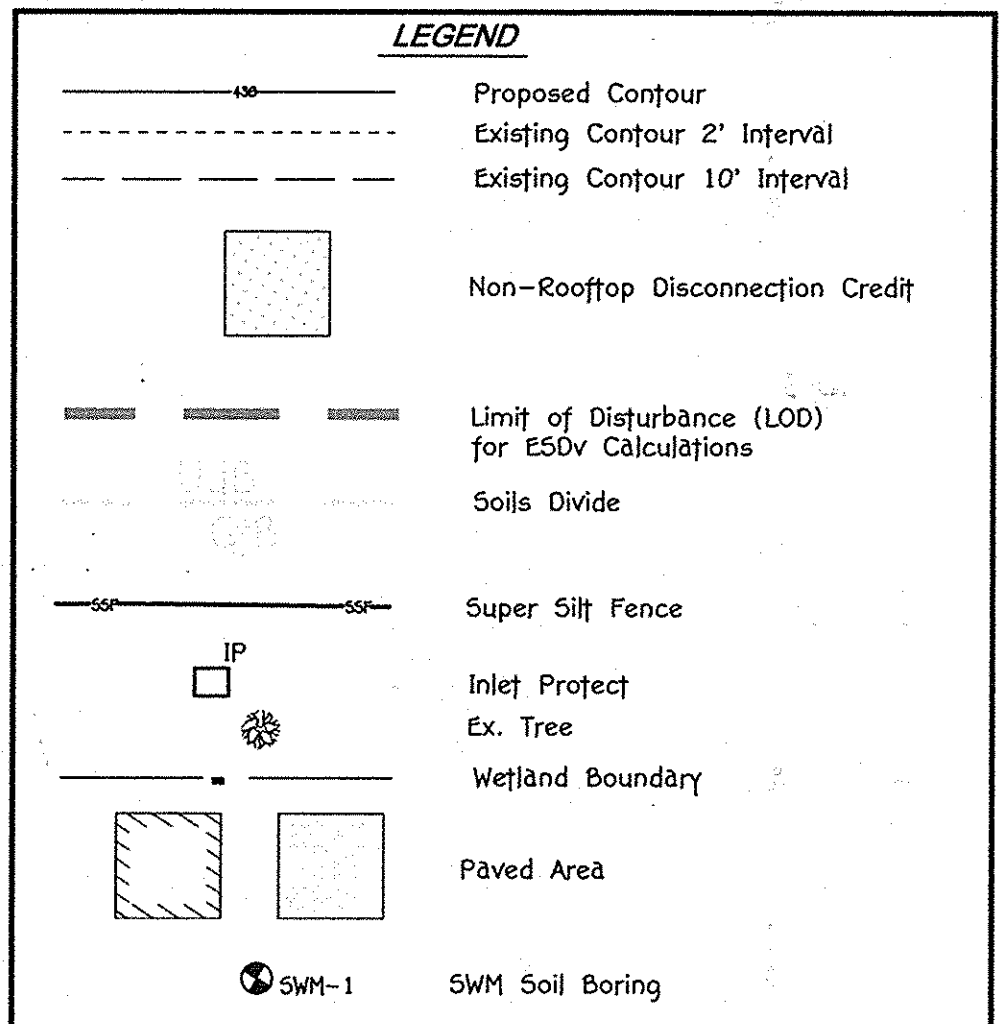 LEGEND
430 Proposed Contour
Existing Contour 2' Interval
Existing Contour 10' Interval
Non-Rooftop Disconnection Credit
Limit of Disturbance (LOD)
for ESDv Calculations
Soils Divide
SSF SSF Super Silt Fence
IP
Inlet Protect
Ex. Tree
Wetland Boundary
Paved Area
SWM-1 SWM Soil Boring